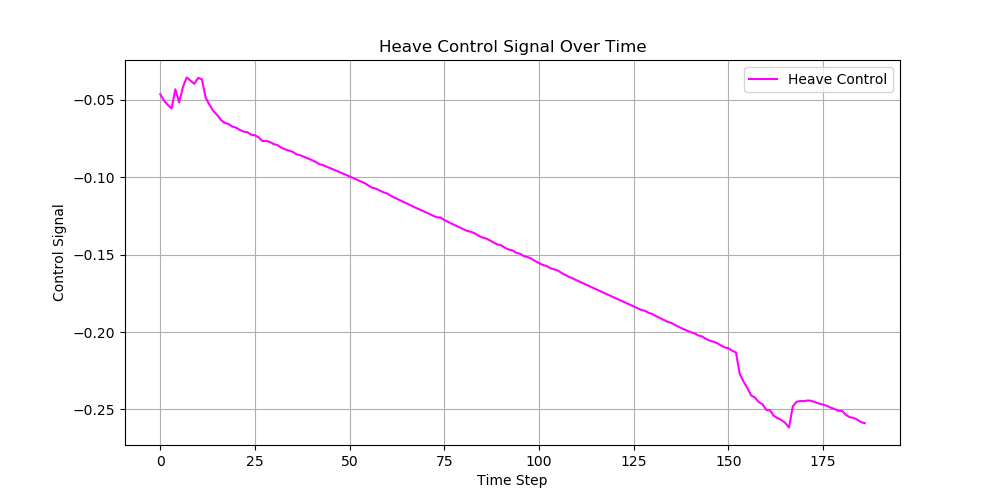 Heave Control Signal Over Time
Heave Control
−0.05
−0.10
−0.15
−0.20
−0.25
Control Signal
0 25 50 75 100 125 150 175
Time Step